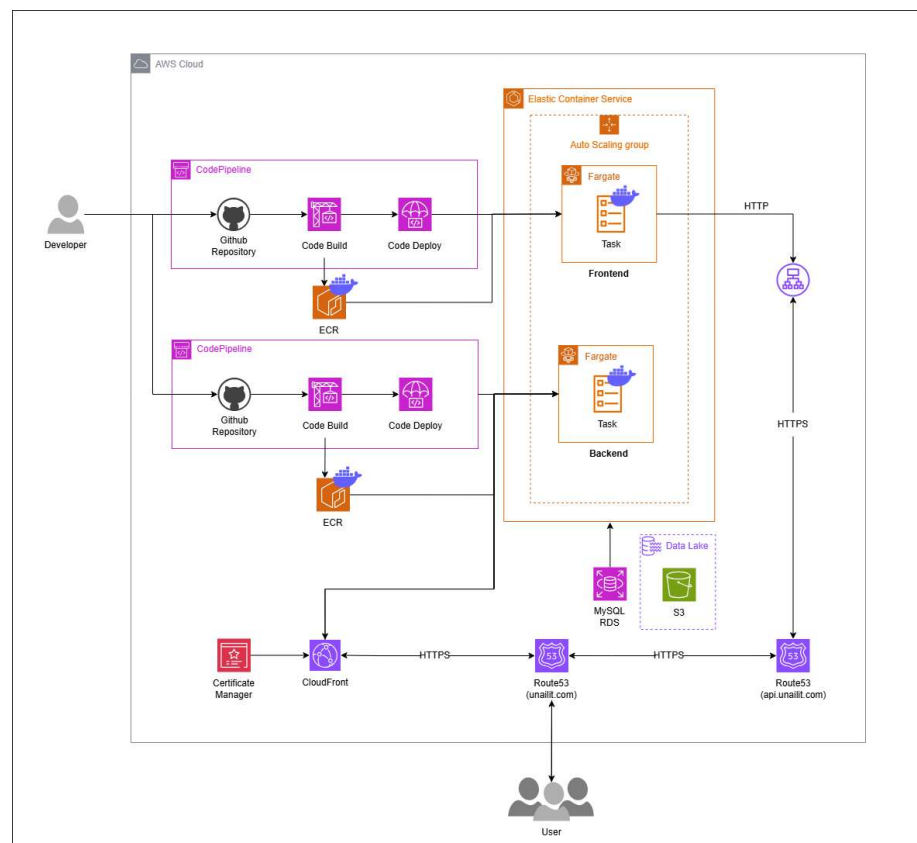 AWS Cloud
Elastic Container Service
Auto Scaling group
CodePipeline
Fargate
Developer
Github
Repository
Code Build
Code Deploy
Task
HTTP
Frontend
ECR
CodePipeline
Fargate
Github
Repository
Code Build
Code Deploy
Task
HTTPS
Backend
ECR
Data Lake
MySQL
RDS
S3
53
53
HTTPS
HTTPS
Certificate
Manager
CloudFront
Route53
(unailit.com)
Route53
(api.unailit.com)
User